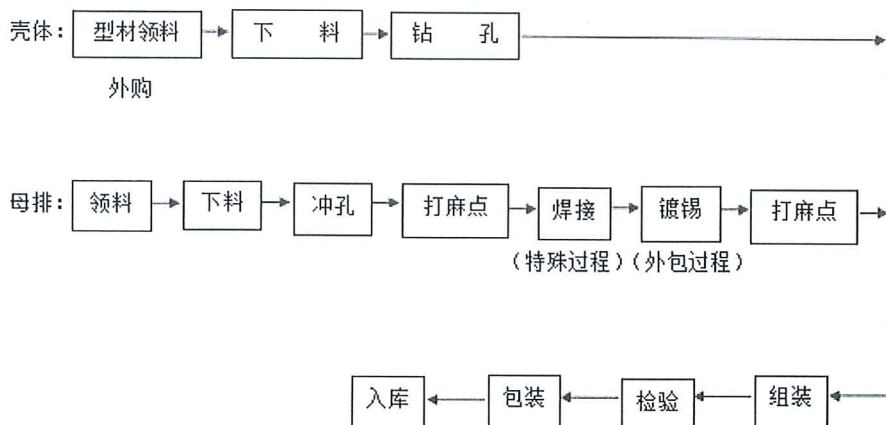 壳体: 型材领料 下 料 钻 孔
外购
母排: 领料 下料 冲孔 打麻点 焊接 镀锡 打麻点
(特殊过程) (外包过程)
入库 包装 检验 组装